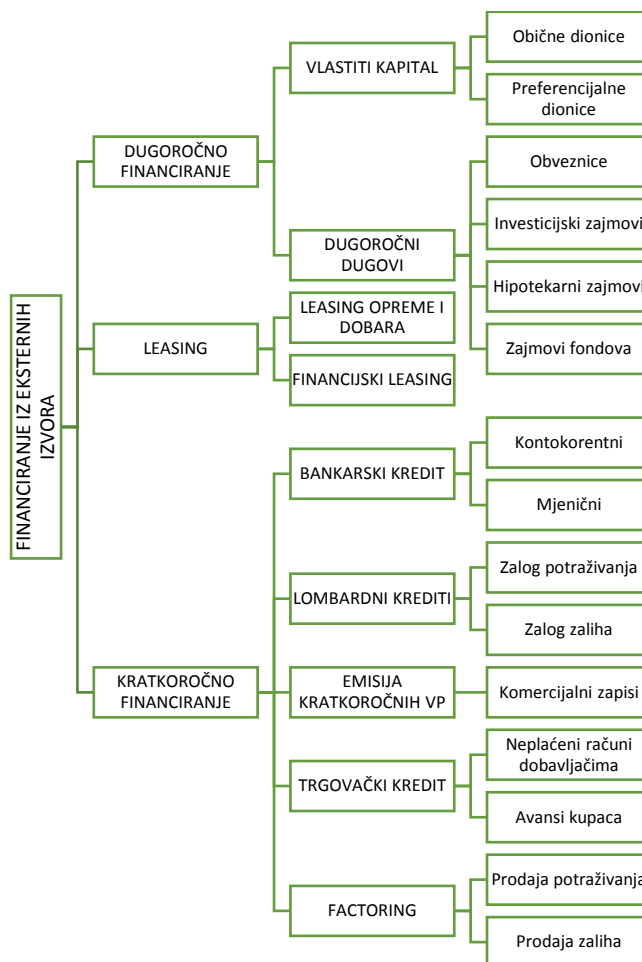 FINANCIRANJE IZ EKSTERNIH
IZVORA
DUGOROČNO
FINANCIRANJE
VLASTITI KAPITAL
Obične dionice
Preferencijalne
dionice
DUGOROČNI
DUGOVI
Obveznice
Investicijski zajmovi
Hipotekarni zajmovi
Zajmovi fondova
LEASING
LEASING OPREME I
DOBARA
FINANCIJSKI LEASING
KRATKOROČNO
FINANCIRANJE
BANKARSKI KREDIT
Kontokorentni
Mjenični
LOMBARDNI KREDITI
Zalog potraživanja
Zalog zaliha
EMISIJA
KRATKOROČNIH VP
Komercijalni zapisi
TRGOVAČKI KREDIT
Neplaćeni računi
dobavljačima
Avansi kupaca
FACTORING
Prodaja potraživanja
Prodaja zaliha